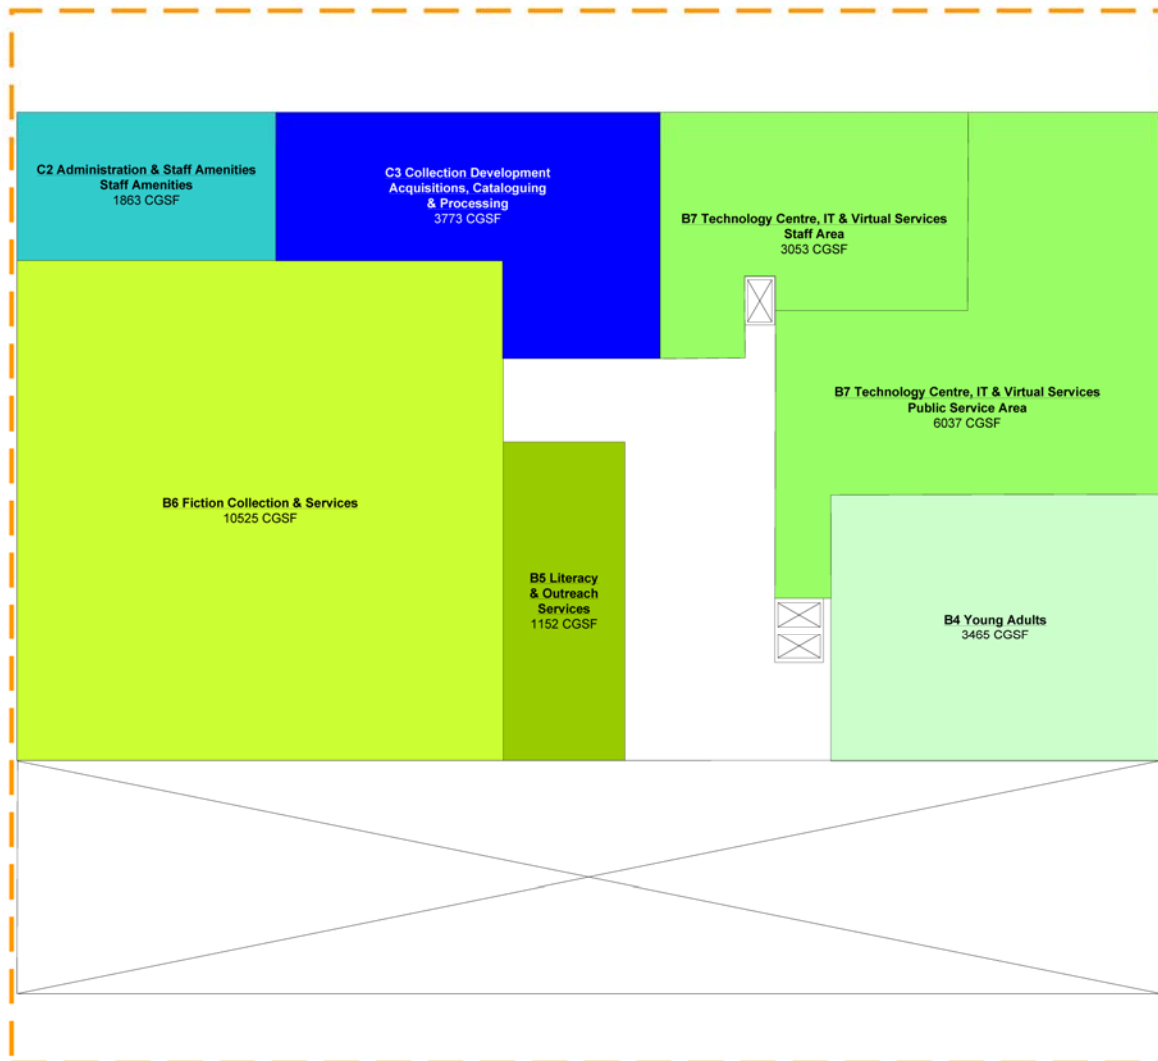 C2 Administration & Staff Amenities
Staff Amenities
1863 CGSF
C3 Collection Development
Acquisitions, Cataloguing
& Processing
3773 CGSF
B7 Technology Centre, IT & Virtual Services
Staff Area
3053 CGSF
B7 Technology Centre, IT & Virtual Services
Public Service Area
6037 CGSF
B6 Fiction Collection & Services
10525 CGSF
B5 Literacy
& Outreach
Services
1152 CGSF
B4 Young Adults
3465 CGSF